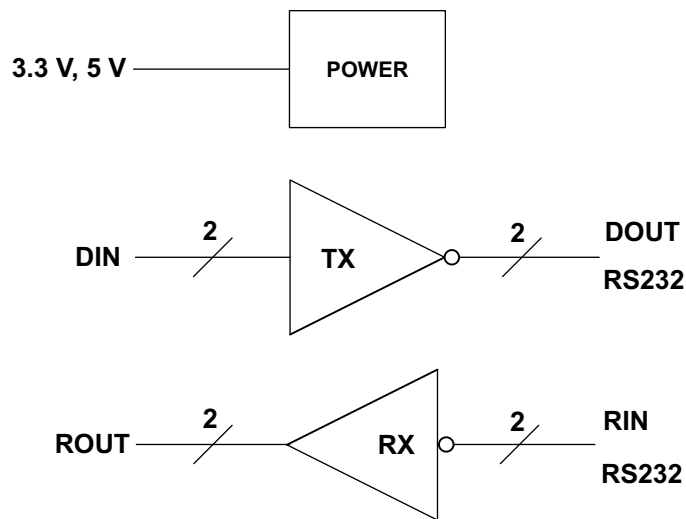 3.3 V, 5 V
POWER
2
2
DOUT
DIN
TX
RS232
2
2
RIN
ROUT
RX
RS232